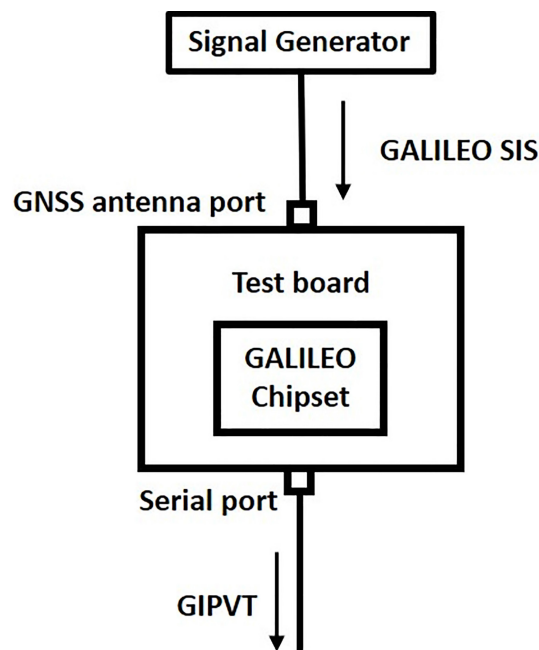 Signal Generator
GALILEO SIS
GNSS antenna port
Test board
GALILEO
Chipset
Serial port
GIPVT